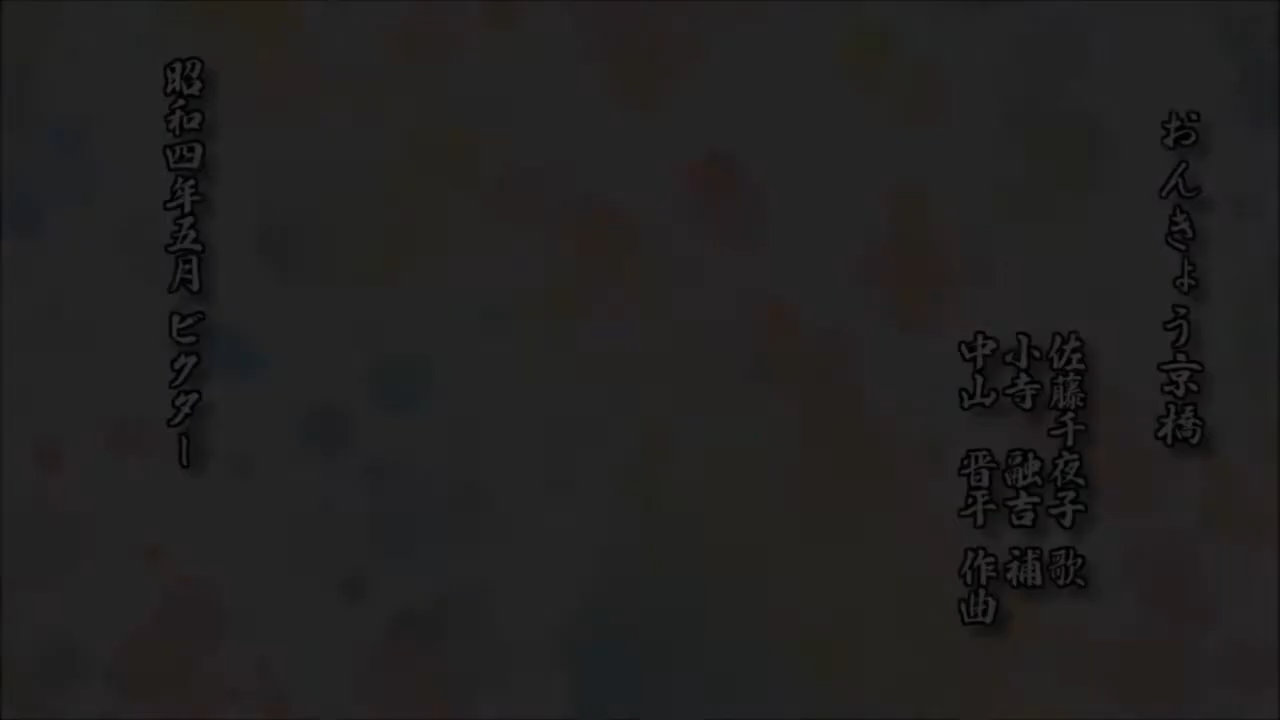 おんきょう京橋
佐藤千夜子 歌
小寺 融吉 補
中山 晋平 作曲
昭和四年五月 ビクター